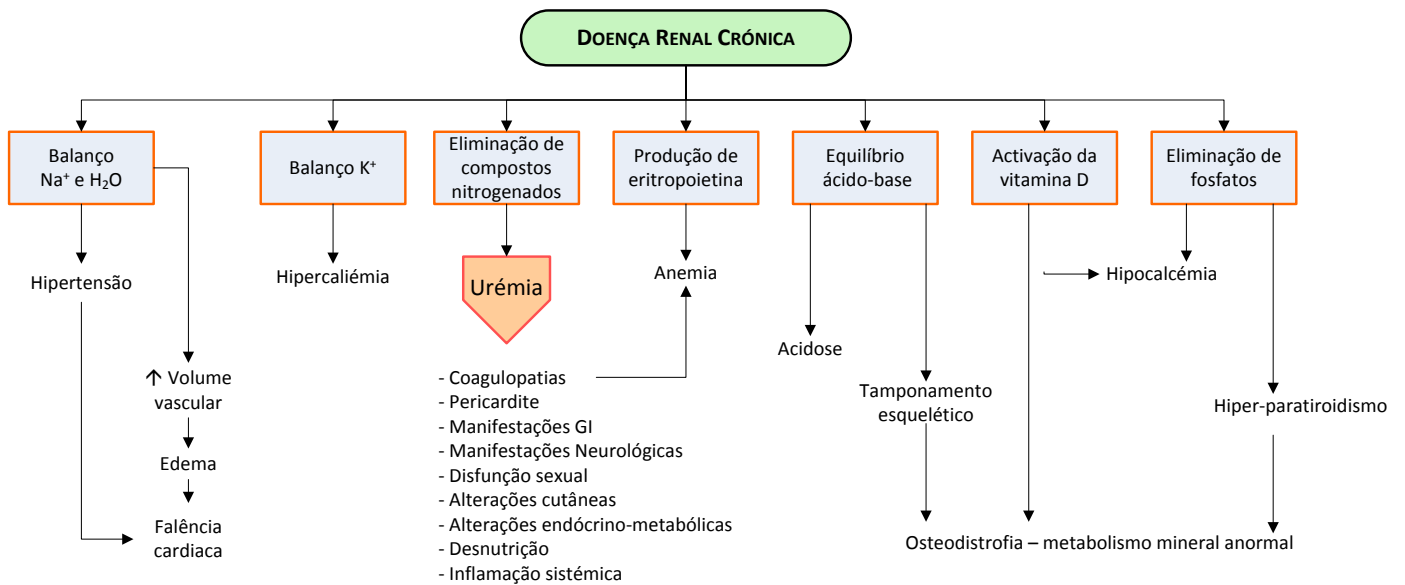 DOENÇA RENAL CRÓNICA
Balanço
Na⁺ e H₂O
Balanço K⁺
Eliminação de
compostos
nitrogenados
Produção de
eritropoietina
Equilíbrio
ácido-base
Activação da
vitamina D
Eliminação de
fosfatos
Hipertensão
Hipercaliémia
Urémia
Anemia
Hipocalcémia
Acidose
↑ Volume
vascular
- Coagulopatias
- Pericardite
- Manifestações GI
- Manifestações Neurológicas
- Disfunção sexual
- Alterações cutâneas
- Alterações endócrino-metabólicas
- Desnutrição
- Inflamação sistémica
Tamponamento
esquelético
Hiper-paratiroidismo
Edema
Falência
cardiaca
Osteodistrofia – metabolismo mineral anormal